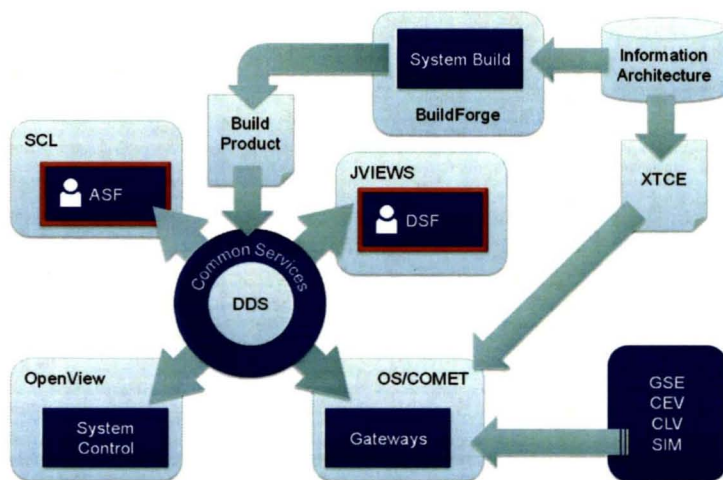 System Build
BuildForge
Information
Architecture
Build
Product
SCL
ASF
JVIEWS
DSF
XTCE
Common Services
DDS
OpenView
System
Control
OS/COMET
Gateways
GSE
CEV
CLV
SIM